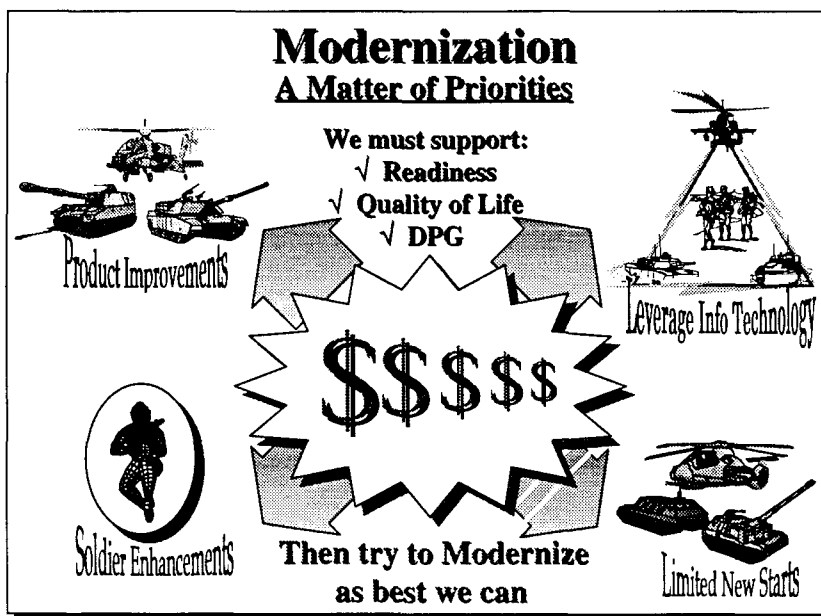 Modernization
A Matter of Priorities
We must support:
√ Readiness
√ Quality of Life
√ DPG
Product Improvements
Leverage Info Technology
$$$$$
Soldier Enhancements
Then try to Modernize
as best we can
Limited New Starts